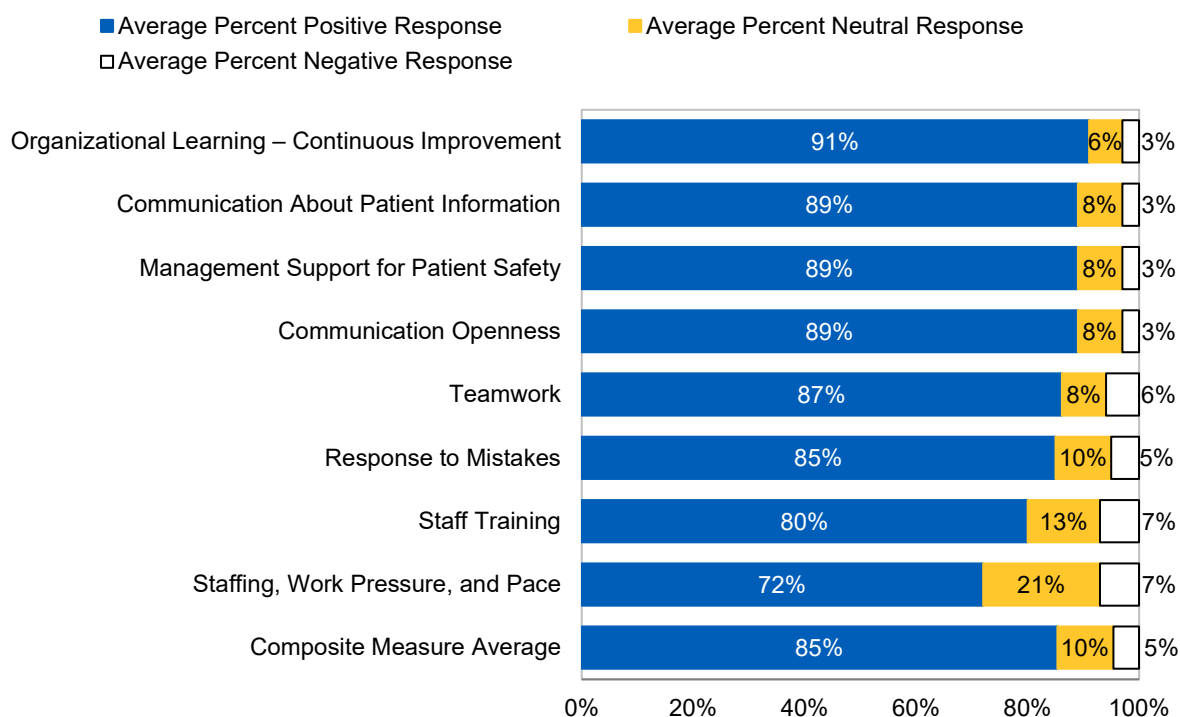 Average Percent Positive Response Average Percent Neutral Response
Average Percent Negative Response
Organizational Learning – Continuous Improvement 91% 6% 3%
Communication About Patient Information 89% 8% 3%
Management Support for Patient Safety 89% 8% 3%
Communication Openness 89% 8% 3%
Teamwork 87% 8% 6%
Response to Mistakes 85% 10% 5%
Staff Training 80% 13% 7%
Staffing, Work Pressure, and Pace 72% 21% 7%
Composite Measure Average 85% 10% 5%
0% 20% 40% 60% 80% 100%